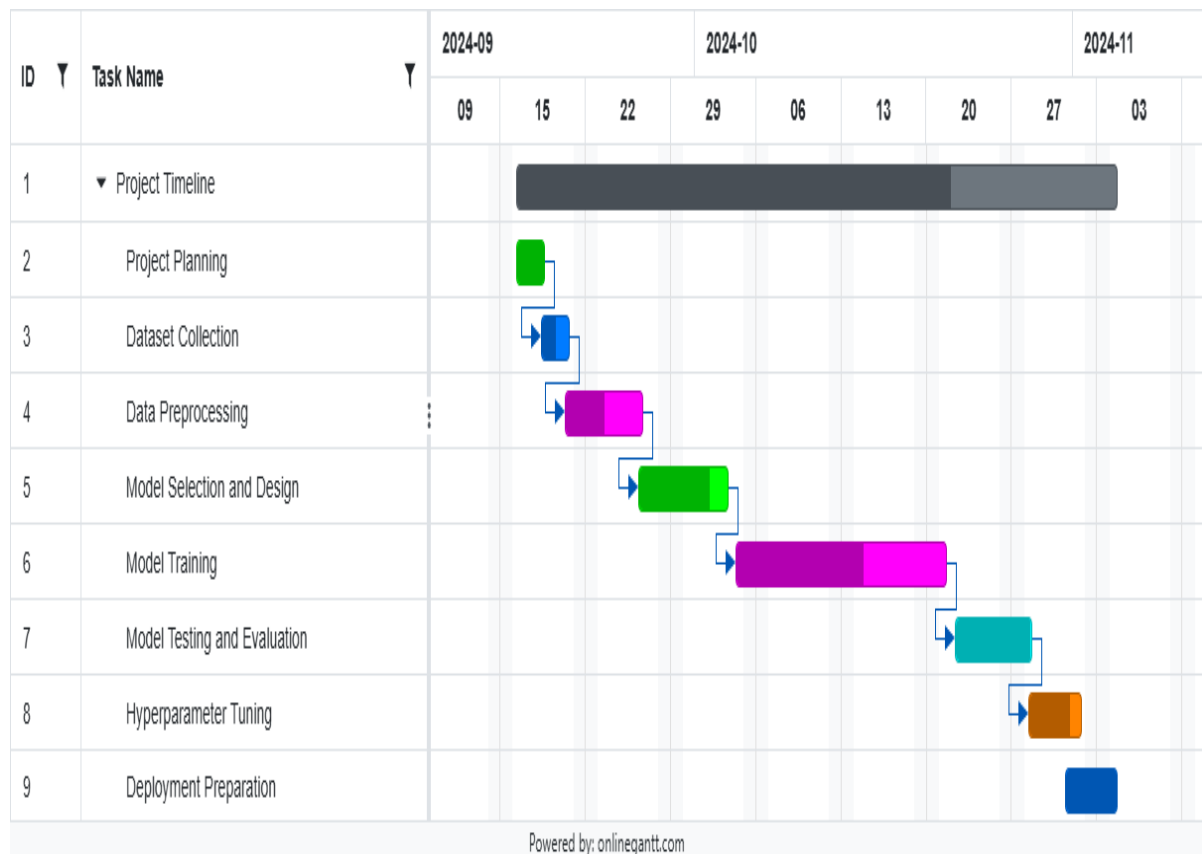 ID Task Name 2024-09 2024-10 2024-11
09 15 22 29 06 13 20 27 03
1 Project Timeline
2 Project Planning
3 Dataset Collection
4 Data Preprocessing
5 Model Selection and Design
6 Model Training
7 Model Testing and Evaluation
8 Hyperparameter Tuning
9 Deployment Preparation
Powered by: onlinegantt.com